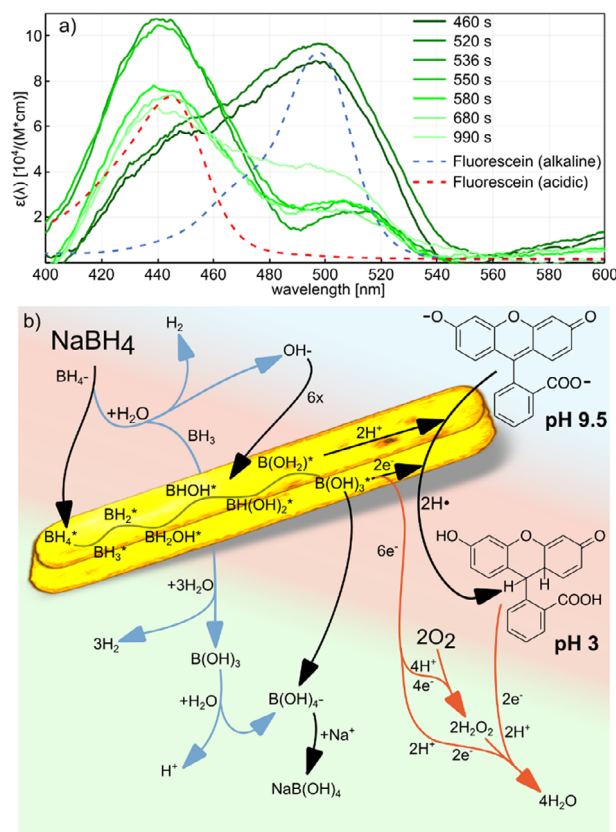 a)
10
8
6
4
2
ε(λ) [10⁴/(M*cm)]
400 420 440 460 480 500 520 540 560 580 600
wavelength [nm]
460 s
520 s
536 s
550 s
580 s
680 s
990 s
Fluorescein (alkaline)
Fluorescein (acidic)
b)
NaBH4
H₂
OH-
BH₄-
+H₂O
BH₃
6x
⁻O
O
O
COO⁻
pH 9.5
2H⁺
B(OH₂)*
2e⁻
B(OH)₃*
BHOH*
BH(OH)₂*
BH₂*
BH₂OH*
BH₄*
BH₃*
2H•
6e⁻
HO
O
O
H
H
COOH
pH 3
+3H₂O
3H₂
B(OH)₃
+H₂O
B(OH)₄-
H⁺
+Na⁺
NaB(OH)₄
2O₂
4H⁺
4e⁻
2H₂O₂
2e⁻
2H⁺
2H⁺
2e⁻
4H₂O